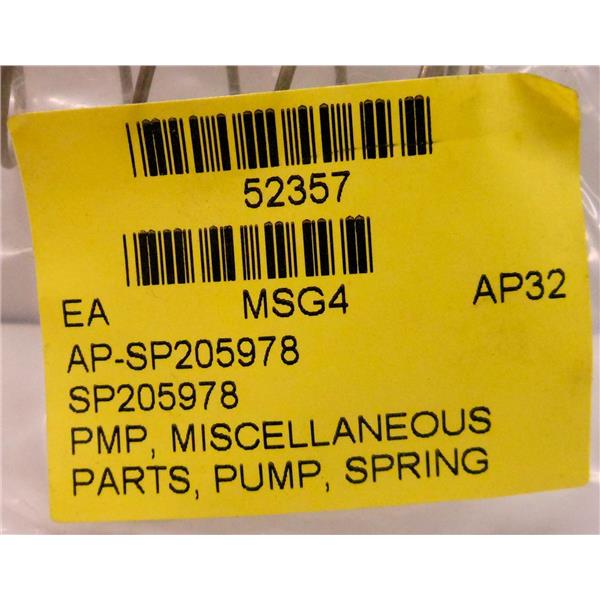 52357
EA MSG4 AP32
AP-SP205978
SP205978
PMP, MISCELLANEOUS
PARTS, PUMP, SPRING